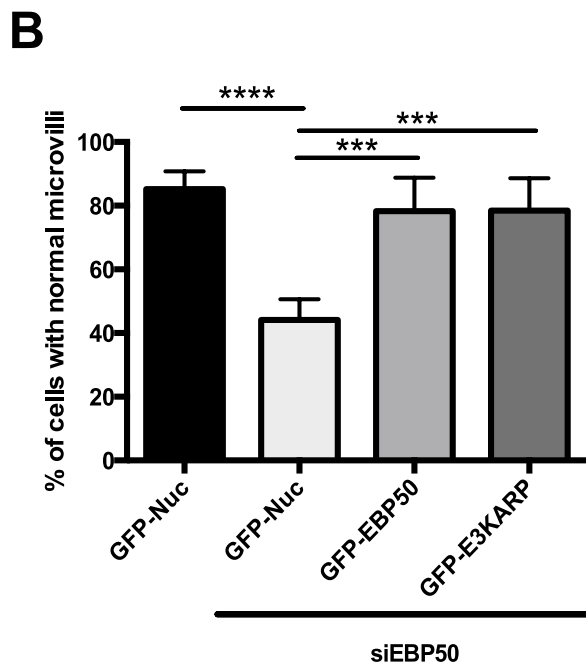 B
****
***
***
% of cells with normal microvilli
100
80
60
40
20
0
GFP-Nuc
GFP-Nuc
GFP-EBP50
GFP-E3KARP
siEBP50